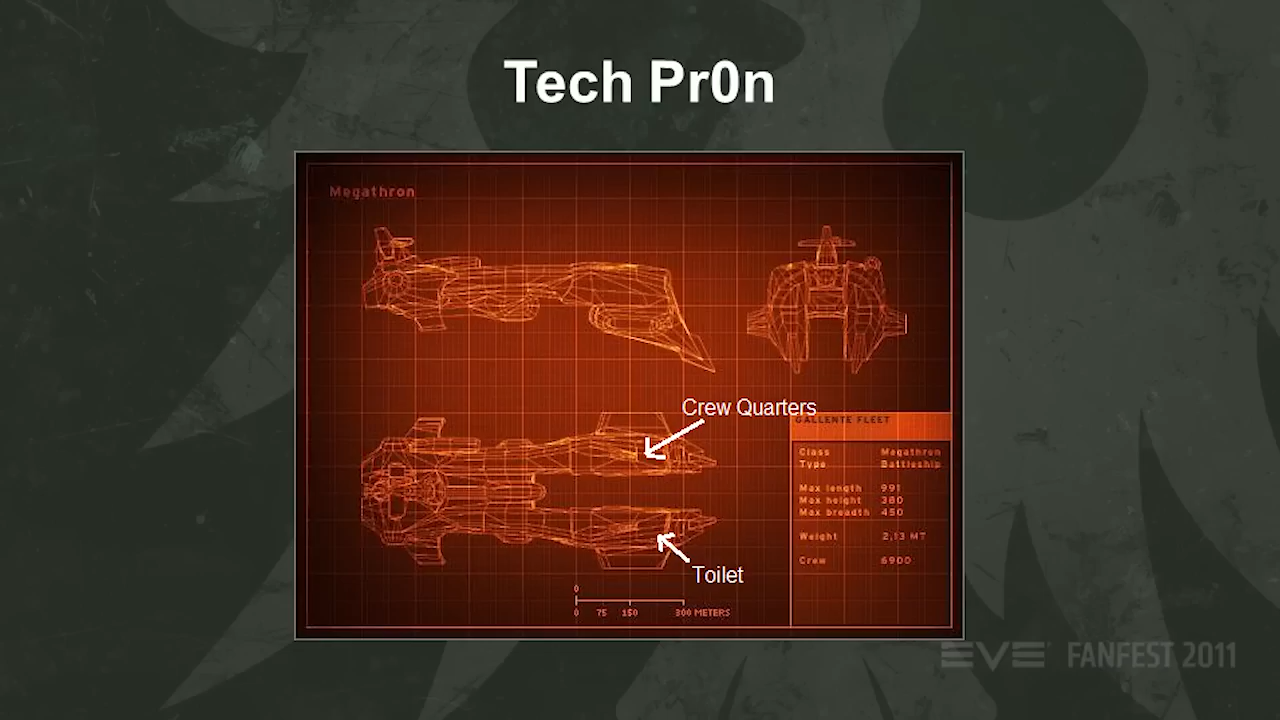 Tech Pr0n
Megathron
Crew Quarters
GALLENTE FLEET
Class Megathron
Type Battleship
Max length 991
Max height 380
Max breadth 450
Weight 2,13 MT
Crew 6900
Toilet
0
0 75 150 300 METERS
EVE FANFEST 2011